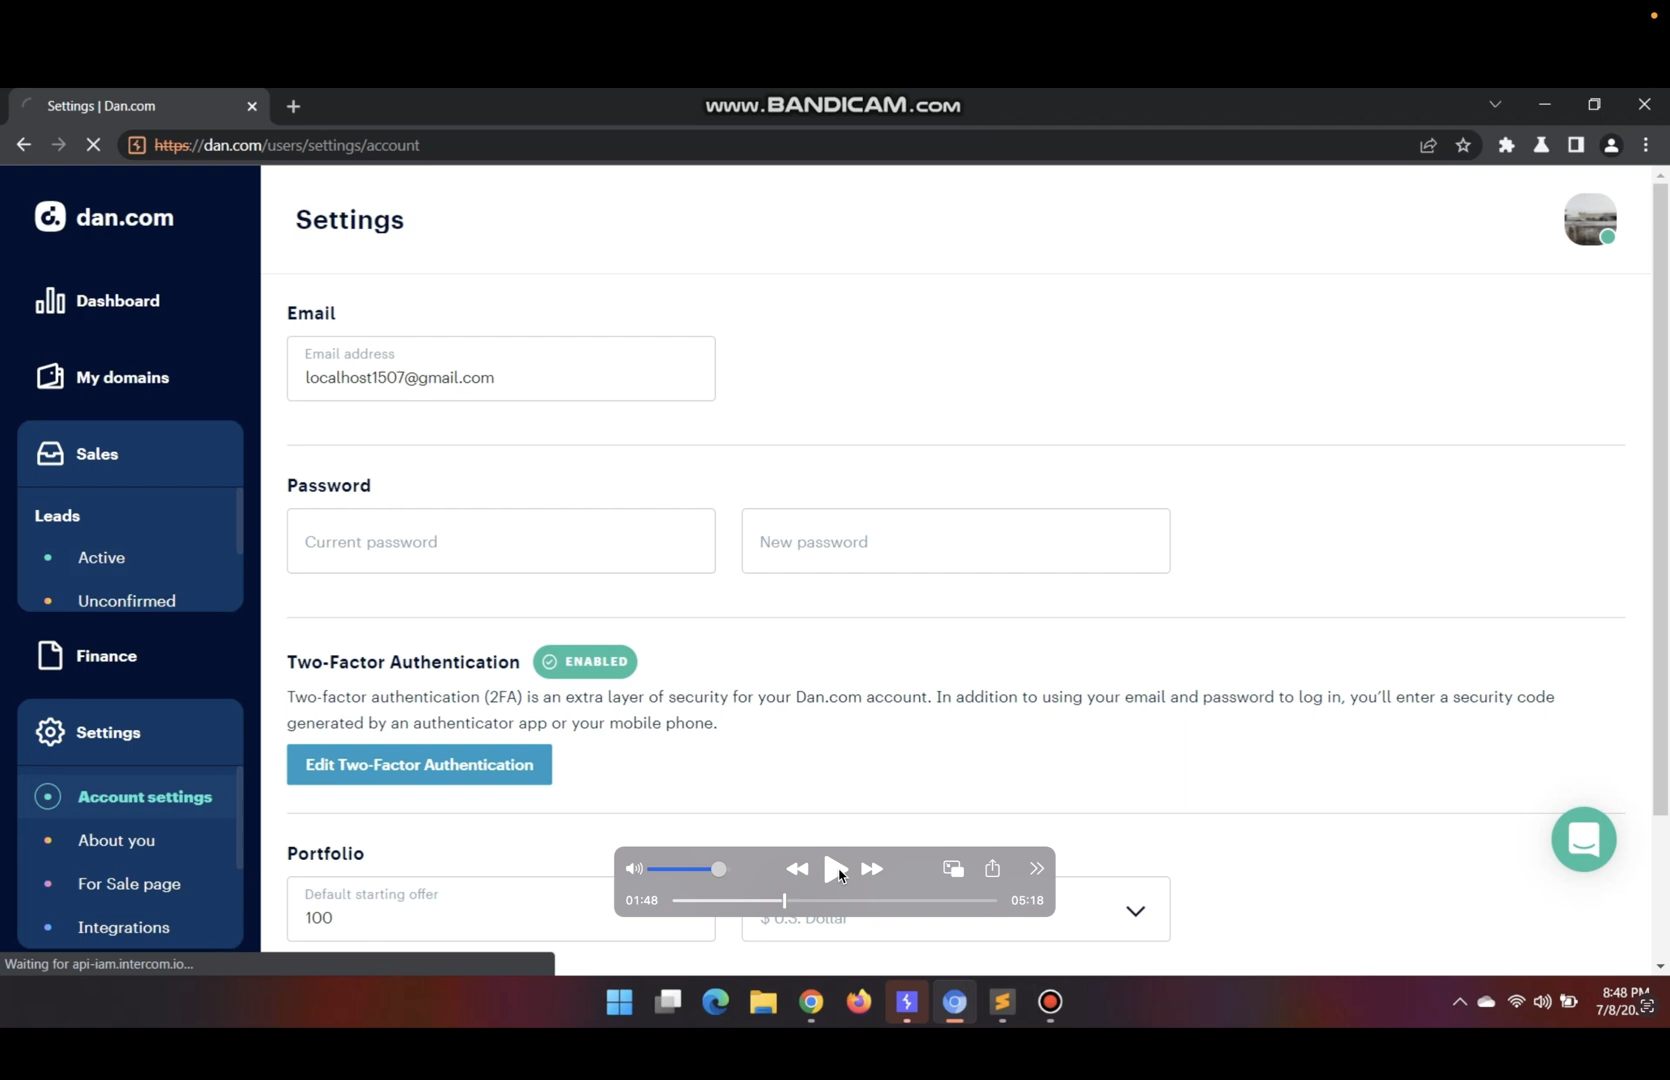 Settings | Dan.com
www.BANDICAM.com
https://dan.com/users/settings/account
dan.com
Settings
Dashboard
My domains
Sales
Leads
Active
Unconfirmed
Finance
Settings
Account settings
About you
For Sale page
Integrations
Email
Email address
localhost1507@gmail.com
Password
Current password
New password
Two-Factor Authentication ENABLED
Two-factor authentication (2FA) is an extra layer of security for your Dan.com account. In addition to using your email and password to log in, you'll enter a security code
generated by an authenticator app or your mobile phone.
Edit Two-Factor Authentication
Portfolio
Default starting offer
100
$ U.S. Dollar
01:48
05:18
Waiting for api-iam.intercom.io...
8:48 PM